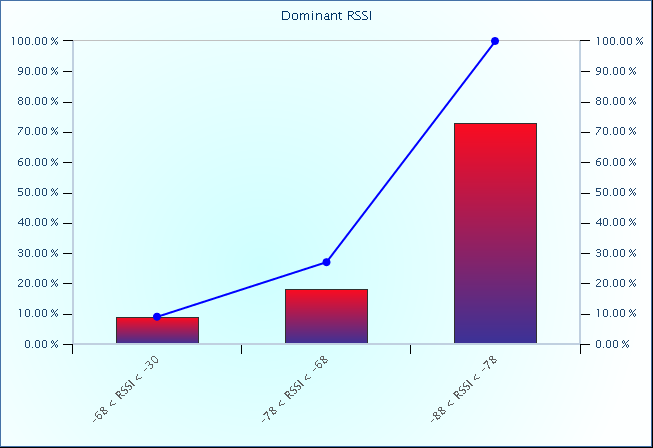 Dominant RSSI
100.00 % 100.00 %
90.00 % 90.00 %
80.00 % 80.00 %
70.00 % 70.00 %
60.00 % 60.00 %
50.00 % 50.00 %
40.00 % 40.00 %
30.00 % 30.00 %
20.00 % 20.00 %
10.00 % 10.00 %
0.00 % 0.00 %
-68 < RSSI < -30
-78 < RSSI < -68
-88 < RSSI < -78